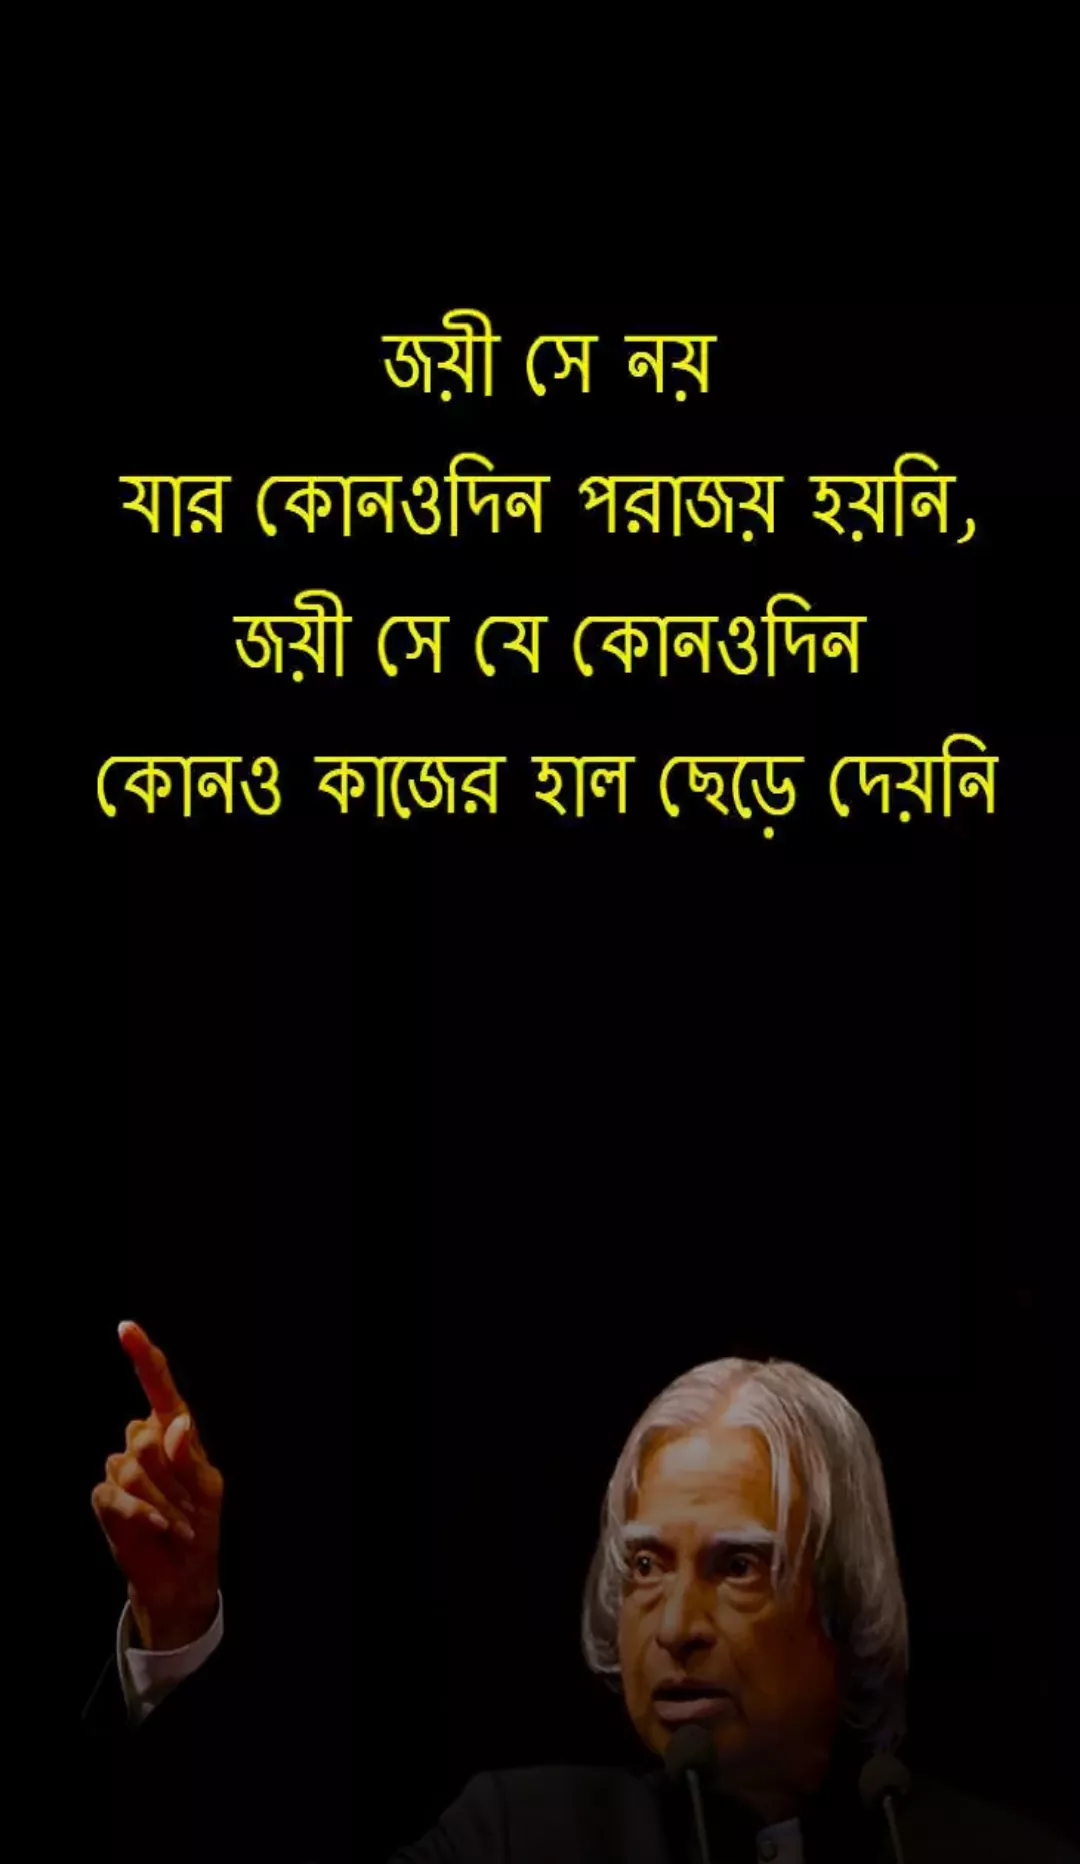 জয়ী সে নয়
যার কোনওদিন পরাজয় হয়নি,
জয়ী সে যে কোনওদিন
কোনও কাজের হাল ছেড়ে দেয়নি